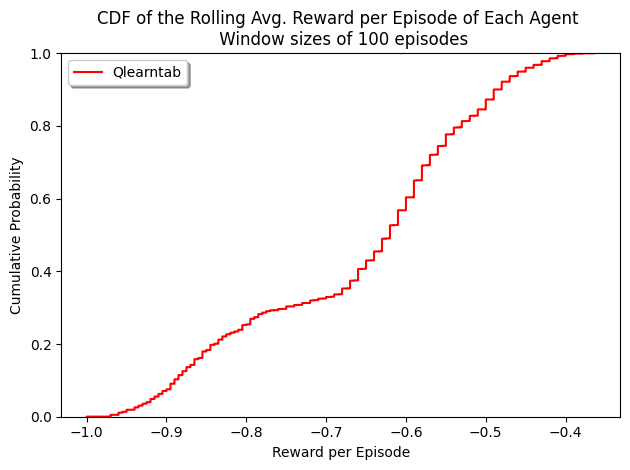 CDF of the Rolling Avg. Reward per Episode of Each Agent
Window sizes of 100 episodes
Qlearntab
Cumulative Probability
1.0
0.8
0.6
0.4
0.2
0.0
−1.0 −0.9 −0.8 −0.7 −0.6 −0.5 −0.4
Reward per Episode